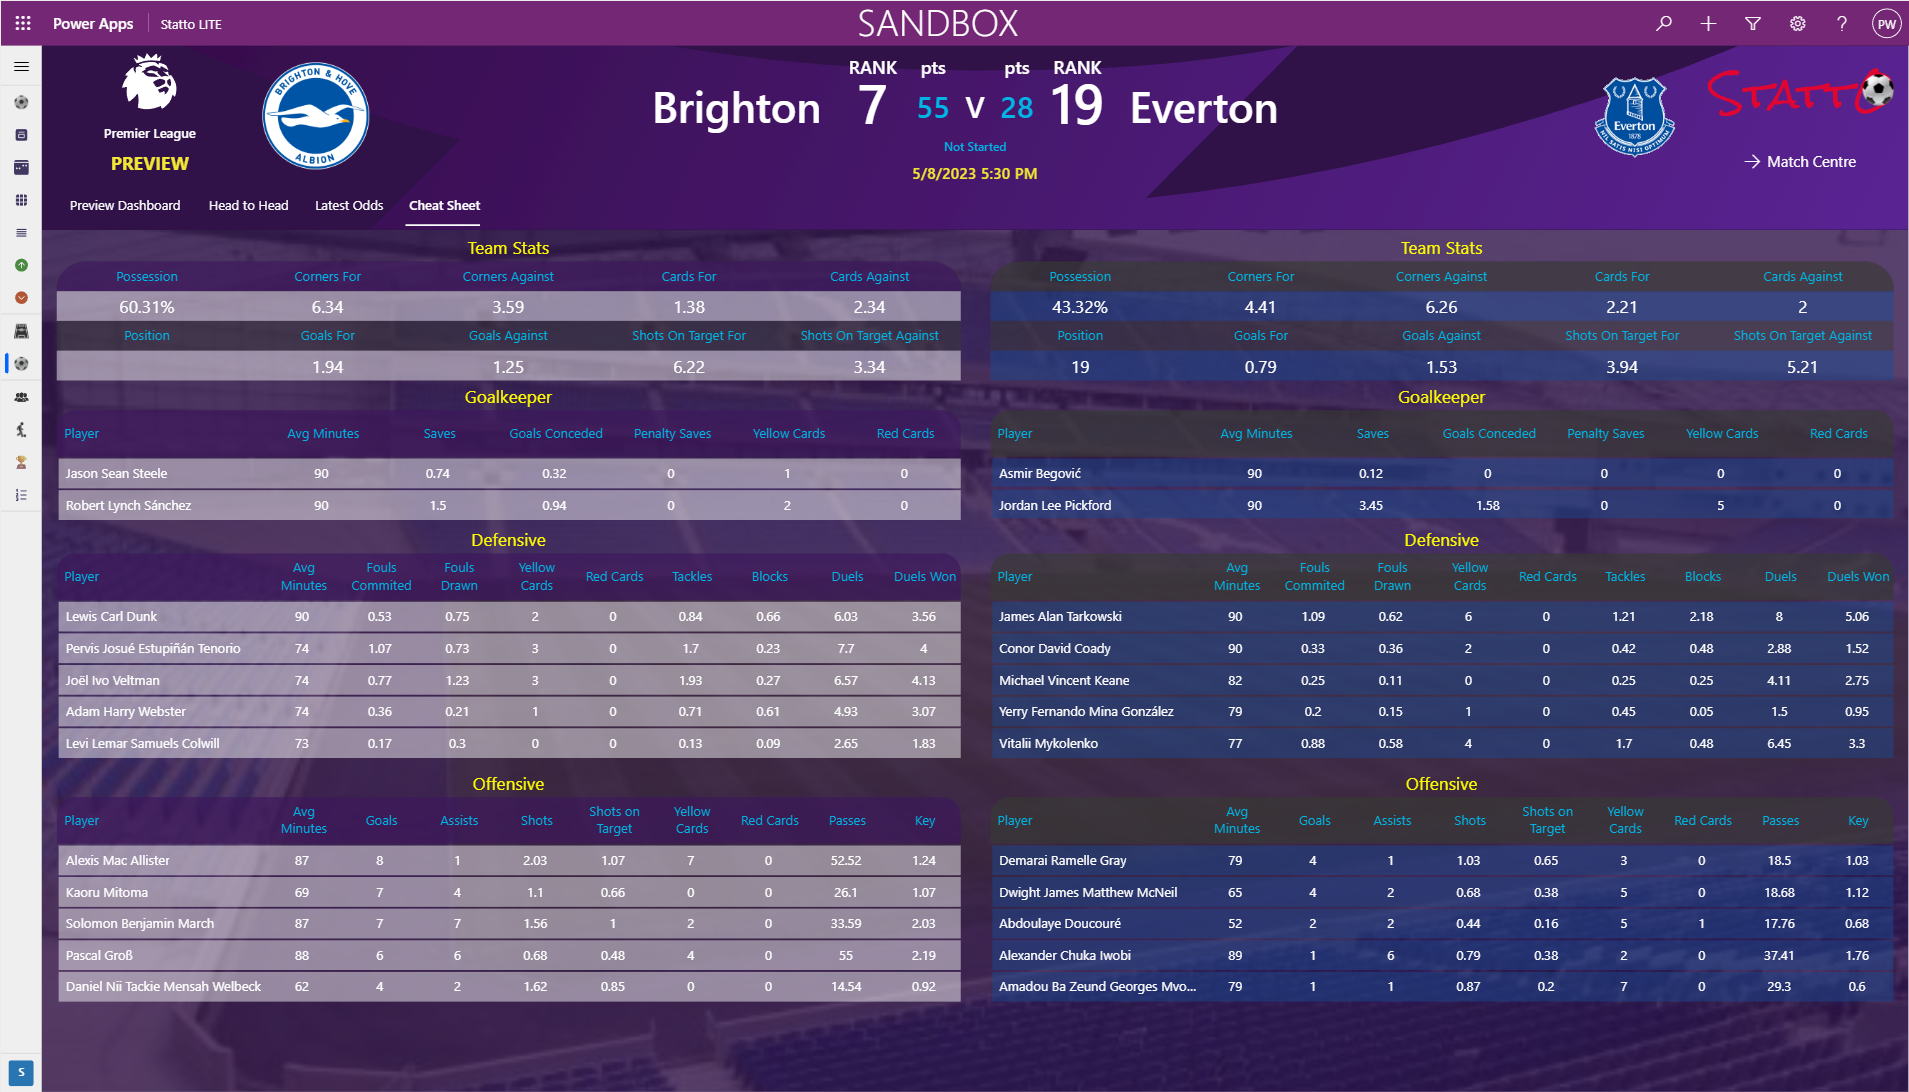 Power Apps Statto LITE SANDBOX PW
Premier League
PREVIEW
BRIGHTON & HOVE
ALBION
RANK pts pts RANK
Brighton 7 55 V 28 19 Everton
Not Started
5/8/2023 5:30 PM
Everton
1878
NIL SATIS NISI OPTIMUM
STATTO
Match Centre
Preview Dashboard Head to Head Latest Odds Cheat Sheet
Team Stats
Possession Corners For Corners Against Cards For Cards Against
60.31% 6.34 3.59 1.38 2.34
Position Goals For Goals Against Shots On Target For Shots On Target Against
1.94 1.25 6.22 3.34
Goalkeeper
Player Avg Minutes Saves Goals Conceded Penalty Saves Yellow Cards Red Cards
Jason Sean Steele 90 0.74 0.32 0 1 0
Robert Lynch Sánchez 90 1.5 0.94 0 2 0
Defensive
Player Avg Minutes Fouls Commited Fouls Drawn Yellow Cards Red Cards Tackles Blocks Duels Duels Won
Lewis Carl Dunk 90 0.53 0.75 2 0 0.84 0.66 6.03 3.56
Pervis Josué Estupiñán Tenorio 74 1.07 0.73 3 0 1.7 0.23 7.7 4
Joël Ivo Veltman 74 0.77 1.23 3 0 1.93 0.27 6.57 4.13
Adam Harry Webster 74 0.36 0.21 1 0 0.71 0.61 4.93 3.07
Levi Lemar Samuels Colwill 73 0.17 0.3 0 0 0.13 0.09 2.65 1.83
Offensive
Player Avg Minutes Goals Assists Shots Shots on Target Yellow Cards Red Cards Passes Key
Alexis Mac Allister 87 8 1 2.03 1.07 7 0 52.52 1.24
Kaoru Mitoma 69 7 4 1.1 0.66 0 0 26.1 1.07
Solomon Benjamin March 87 7 7 1.56 1 2 0 33.59 2.03
Pascal Groß 88 6 6 0.68 0.48 4 0 55 2.19
Daniel Nii Tackie Mensah Welbeck 62 4 2 1.62 0.85 0 0 14.54 0.92
Team Stats
Possession Corners For Corners Against Cards For Cards Against
43.32% 4.41 6.26 2.21 2
Position Goals For Goals Against Shots On Target For Shots On Target Against
19 0.79 1.53 3.94 5.21
Goalkeeper
Player Avg Minutes Saves Goals Conceded Penalty Saves Yellow Cards Red Cards
Asmir Begović 90 0.12 0 0 0 0
Jordan Lee Pickford 90 3.45 1.58 0 5 0
Defensive
Player Avg Minutes Fouls Commited Fouls Drawn Yellow Cards Red Cards Tackles Blocks Duels Duels Won
James Alan Tarkowski 90 1.09 0.62 6 0 1.21 2.18 8 5.06
Conor David Coady 90 0.33 0.36 2 0 0.42 0.48 2.88 1.52
Michael Vincent Keane 82 0.25 0.11 0 0 0.25 0.25 4.11 2.75
Yerry Fernando Mina González 79 0.2 0.15 1 0 0.45 0.05 1.5 0.95
Vitalii Mykolenko 77 0.88 0.58 4 0 1.7 0.48 6.45 3.3
Offensive
Player Avg Minutes Goals Assists Shots Shots on Target Yellow Cards Red Cards Passes Key
Demarai Ramelle Gray 79 4 1 1.03 0.65 3 0 18.5 1.03
Dwight James Matthew McNeil 65 4 2 0.68 0.38 5 0 18.68 1.12
Abdoulaye Doucouré 52 2 2 0.44 0.16 5 1 17.76 0.68
Alexander Chuka Iwobi 89 1 6 0.79 0.38 2 0 37.41 1.76
Amadou Ba Zeund Georges Mvo... 79 1 1 0.87 0.2 7 0 29.3 0.6
S